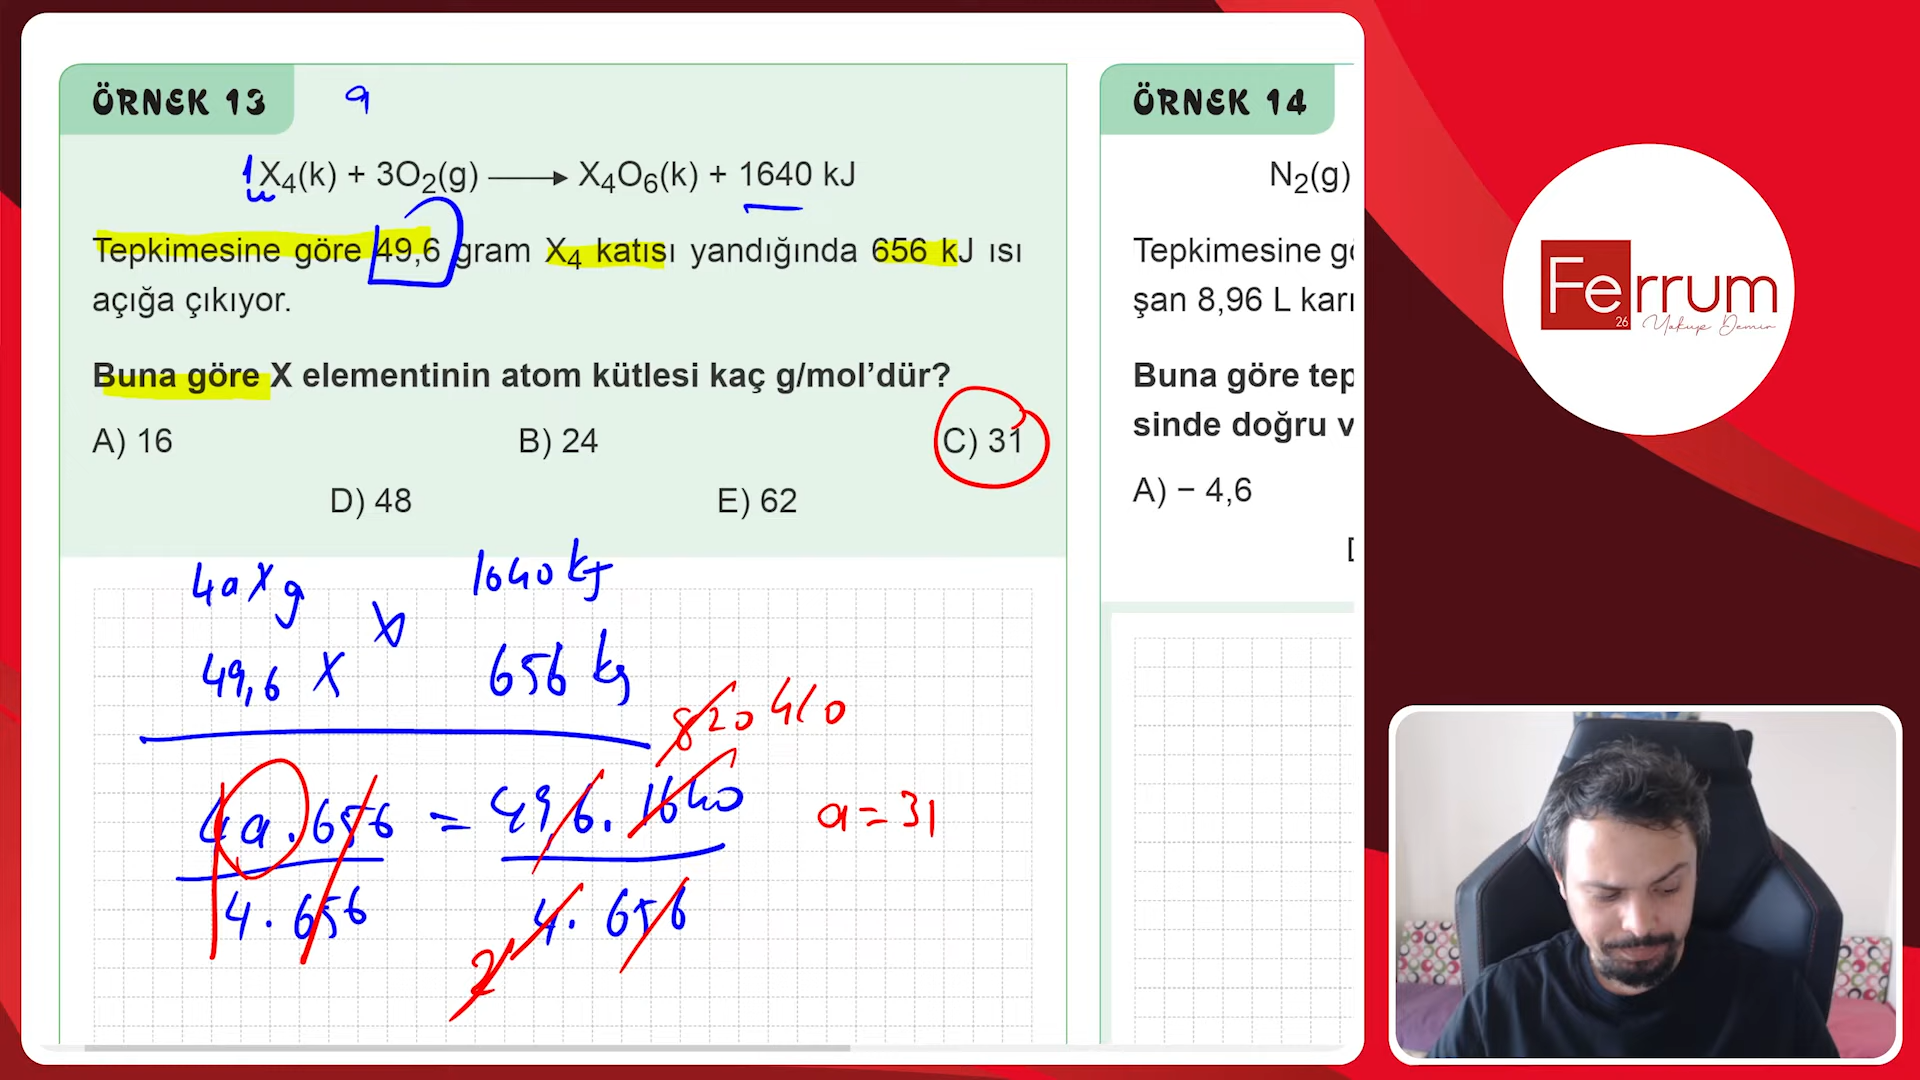 ÖRNEK 13
a
1X₄(k) + 3O₂(g) ⟶ X₄O₆(k) + 1640 kJ
Tepkimesine göre 49,6 gram X₄ katısı yandığında 656 kJ ısı
açığa çıkıyor.
Buna göre X elementinin atom kütlesi kaç g/mol'dür?
A) 16 B) 24 C) 31
D) 48 E) 62
4a X g 1640 kJ
49,6 X 656 kJ
820 410
4a . 656 = 49,6 . 1640
4 . 656 4 . 656
2
a = 31
ÖRNEK 14
N₂(g)
Tepkimesine gö
şan 8,96 L karı
Buna göre tep
sinde doğru v
A) − 4,6
Ferrum
26
Yakup Demir